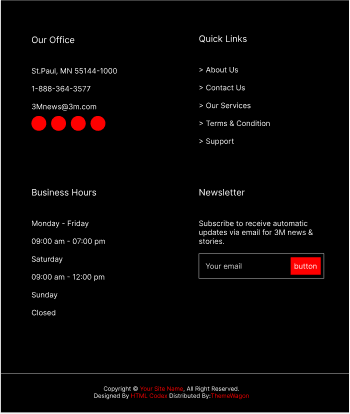 Our Office
St.Paul, MN 55144-1000
1-888-364-3577
3Mnews@3m.com
Quick Links
> About Us
> Contact Us
> Our Services
> Terms & Condition
> Support
Business Hours
Monday - Friday
09:00 am - 07:00 pm
Saturday
09:00 am - 12:00 pm
Sunday
Closed
Newsletter
Subscribe to receive automatic
updates via email for 3M news &
stories.
Your email
button
Copyright © Your Site Name, All Right Reserved.
Designed By HTML Codex Distributed By:ThemeWagon